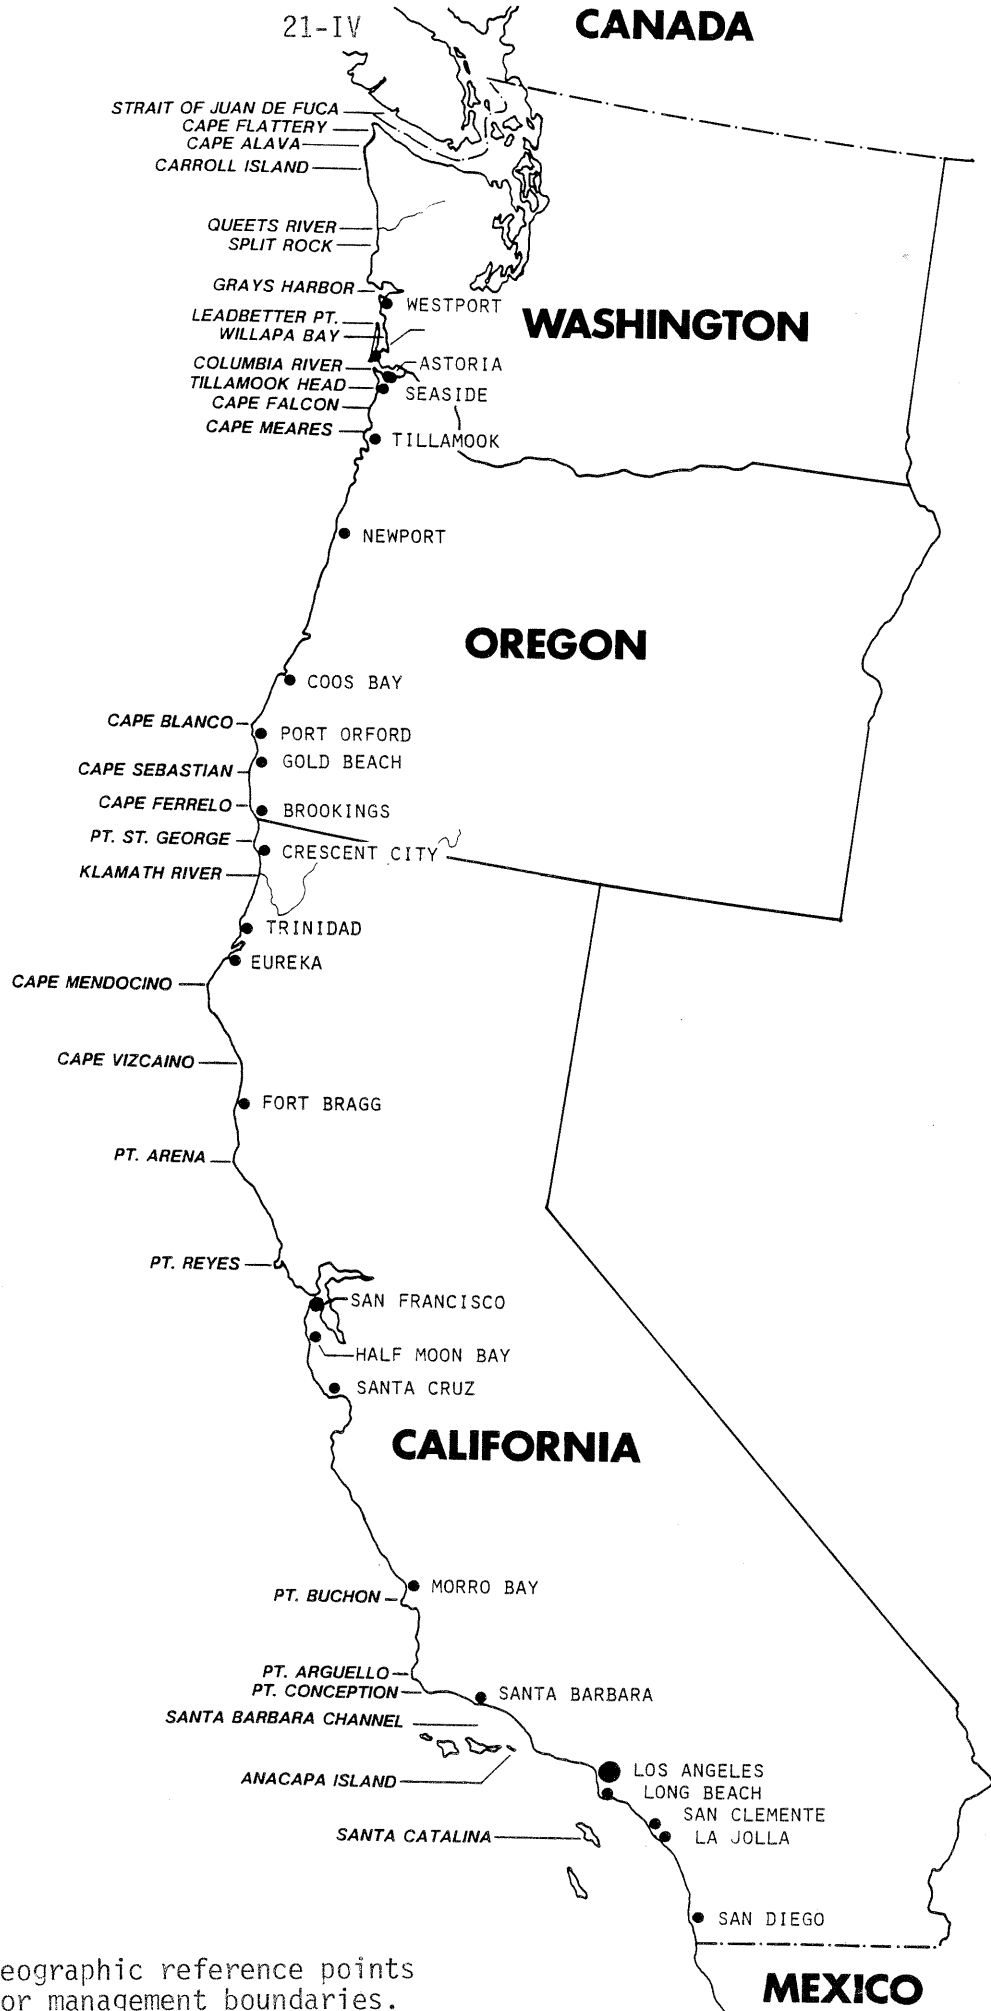 21-IV
CANADA
STRAIT OF JUAN DE FUCA
CAPE FLATTERY
CAPE ALAVA
CARROLL ISLAND
QUEETS RIVER
SPLIT ROCK
GRAYS HARBOR
WESTPORT
LEADBETTER PT.
WASHINGTON
WILLAPA BAY
COLUMBIA RIVER
ASTORIA
TILLAMOOK HEAD
SEASIDE
CAPE FALCON
CAPE MEARES
TILLAMOOK
NEWPORT
OREGON
COOS BAY
CAPE BLANCO
PORT ORFORD
GOLD BEACH
CAPE SEBASTIAN
CAPE FERRELO
BROOKINGS
PT. ST. GEORGE
CRESCENT CITY
KLAMATH RIVER
TRINIDAD
EUREKA
CAPE MENDOCINO
CAPE VIZCAINO
FORT BRAGG
PT. ARENA
PT. REYES
SAN FRANCISCO
HALF MOON BAY
SANTA CRUZ
CALIFORNIA
MORRO BAY
PT. BUCHON
PT. ARGUELLO
PT. CONCEPTION
SANTA BARBARA
SANTA BARBARA CHANNEL
LOS ANGELES
ANACAPA ISLAND
LONG BEACH
SAN CLEMENTE
SANTA CATALINA
LA JOLLA
SAN DIEGO
eographic reference points
or management boundaries.
MEXICO